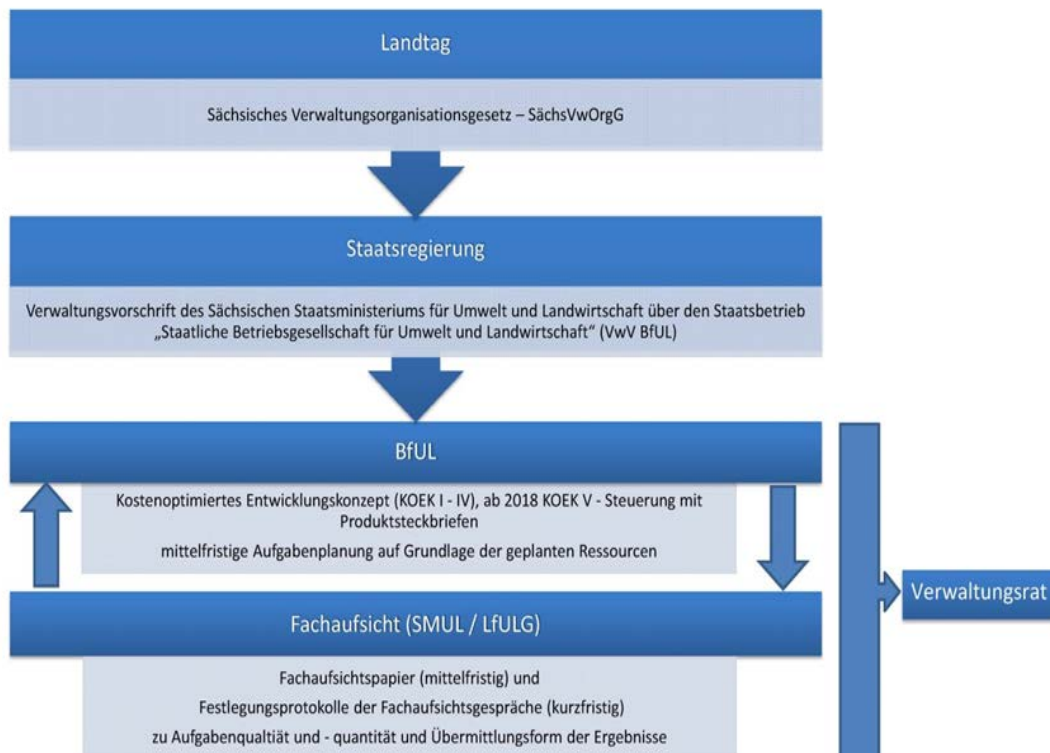 Landtag
Sächsisches Verwaltungsorganisationsgesetz – SächsVwOrgG
Staatsregierung
Verwaltungsvorschrift des Sächsischen Staatsministeriums für Umwelt und Landwirtschaft über den Staatsbetrieb
„Staatliche Betriebsgesellschaft für Umwelt und Landwirtschaft“ (VwV BfUL)
BfUL
Kostenoptimiertes Entwicklungskonzept (KOEK I - IV), ab 2018 KOEK V - Steuerung mit
Produktsteckbriefen
mittelfristige Aufgabenplanung auf Grundlage der geplanten Ressourcen
Fachaufsicht (SMUL / LfULG)
Fachaufsichtspapier (mittelfristig) und
Festlegungsprotokolle der Fachaufsichtsgespräche (kurzfristig)
zu Aufgabenqualtiät und - quantität und Übermittlungsform der Ergebnisse
Verwaltungsrat